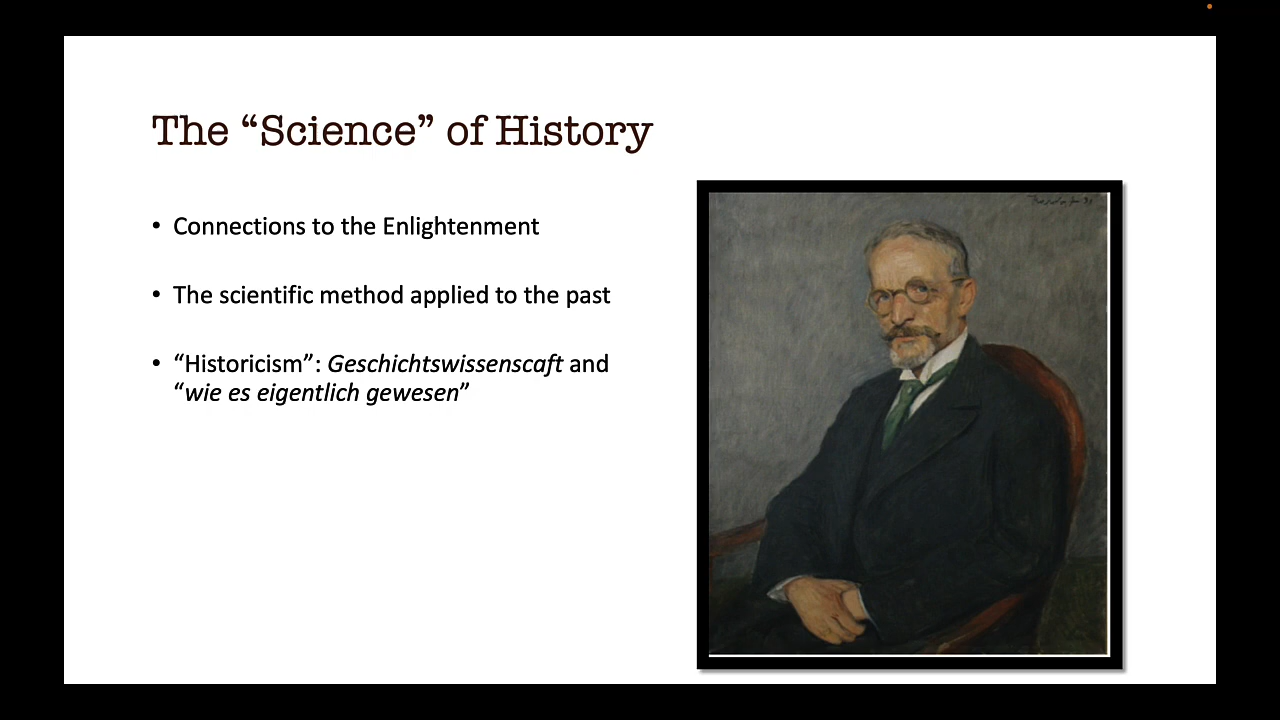 The “Science” of History
• Connections to the Enlightenment
• The scientific method applied to the past
• “Historicism”: Geschichtswissenscaft and
“wie es eigentlich gewesen”